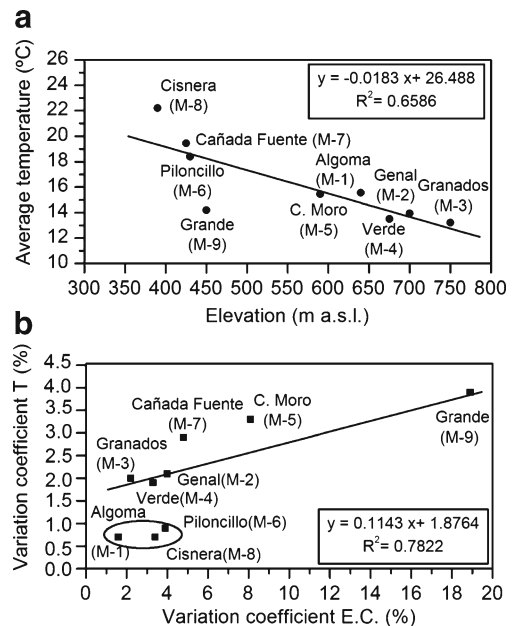 a
Average temperature (ºC)
26
24
22
20
18
16
14
12
10
y = -0.0183 x+ 26.488
R²= 0.6586
Cisnera
(M-8)
Cañada Fuente (M-7)
Piloncillo
(M-6)
Grande
(M-9)
Algoma
(M-1)
C. Moro
(M-5)
Genal
(M-2)
Verde
(M-4)
Granados
(M-3)
300 350 400 450 500 550 600 650 700 750 800
Elevation (m a.s.l.)
b
Variation coefficient T (%)
4.5
4.0
3.5
3.0
2.5
2.0
1.5
1.0
0.5
0.0
Cañada Fuente
(M-7)
C. Moro
(M-5)
Grande
(M-9)
Granados
(M-3)
Genal(M-2)
Verde(M-4)
Algoma
(M-1)
Piloncillo(M-6)
Cisnera(M-8)
y = 0.1143 x+ 1.8764
R²= 0.7822
0 2 4 6 8 10 12 14 16 18 20
Variation coefficient E.C. (%)